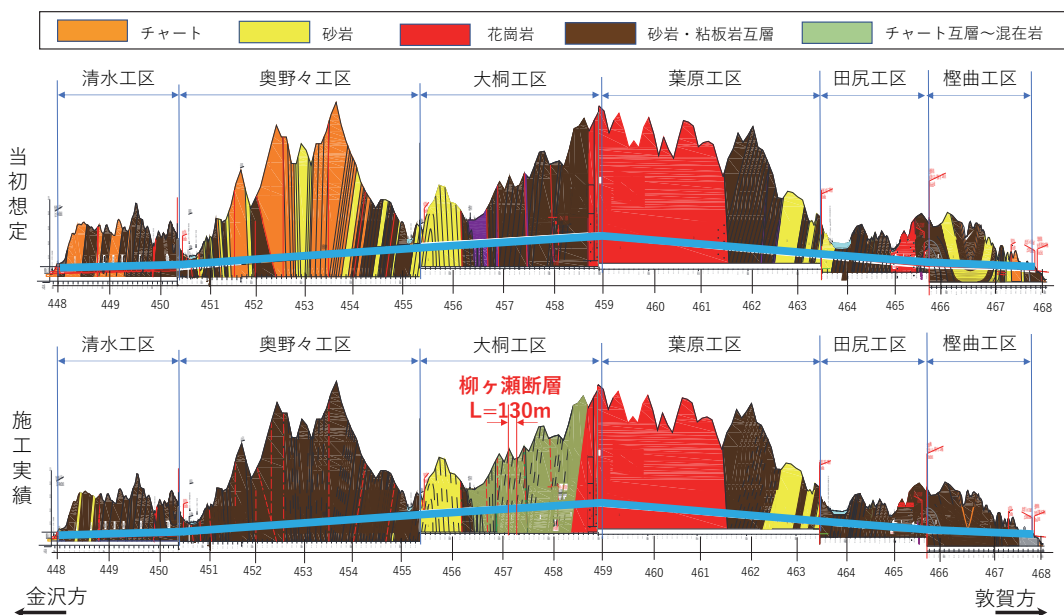 チャート 砂岩 花崗岩 砂岩・粘板岩互層 チャート互層～混在岩
清水工区 奥野々工区 大桐工区 葉原工区 田尻工区 樫曲工区
当初想定
448 449 450 451 452 453 454 455 456 457 458 459 460 461 462 463 464 465 466 467 468
清水工区 奥野々工区 大桐工区 葉原工区 田尻工区 樫曲工区
柳ヶ瀬断層
L=130m
施工実績
448 449 450 451 452 453 454 455 456 457 458 459 460 461 462 463 464 465 466 467 468
金沢方 敦賀方